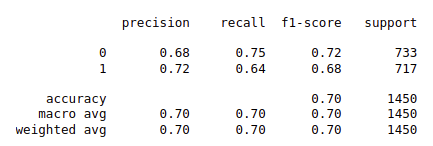 precision recall f1-score support
0 0.68 0.75 0.72 733
1 0.72 0.64 0.68 717
accuracy 0.70 1450
macro avg 0.70 0.70 0.70 1450
weighted avg 0.70 0.70 0.70 1450